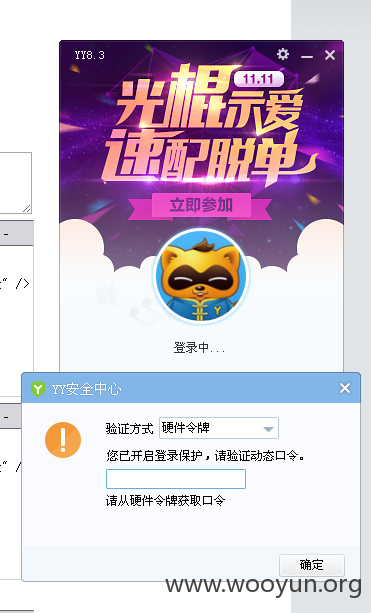 YY8.3
11.11
光棍示爱
速配脱单
立即参加
登录中...
- 
" />
YY安全中心
-
验证方式 硬件令牌
您已开启登录保护，请验证动态口令。
" />
请从硬件令牌获取口令
确定
www.wooyun.org